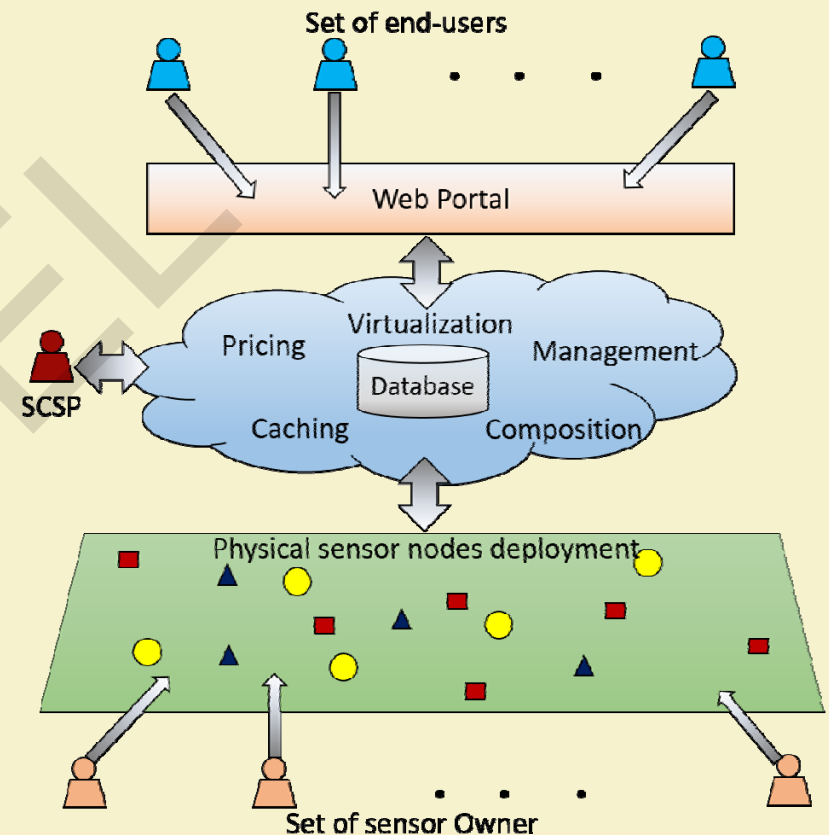 Set of end-users
Web Portal
Virtualization
Pricing
Management
Database
SCSP
Caching
Composition
Physical sensor nodes deployment
Set of sensor Owner